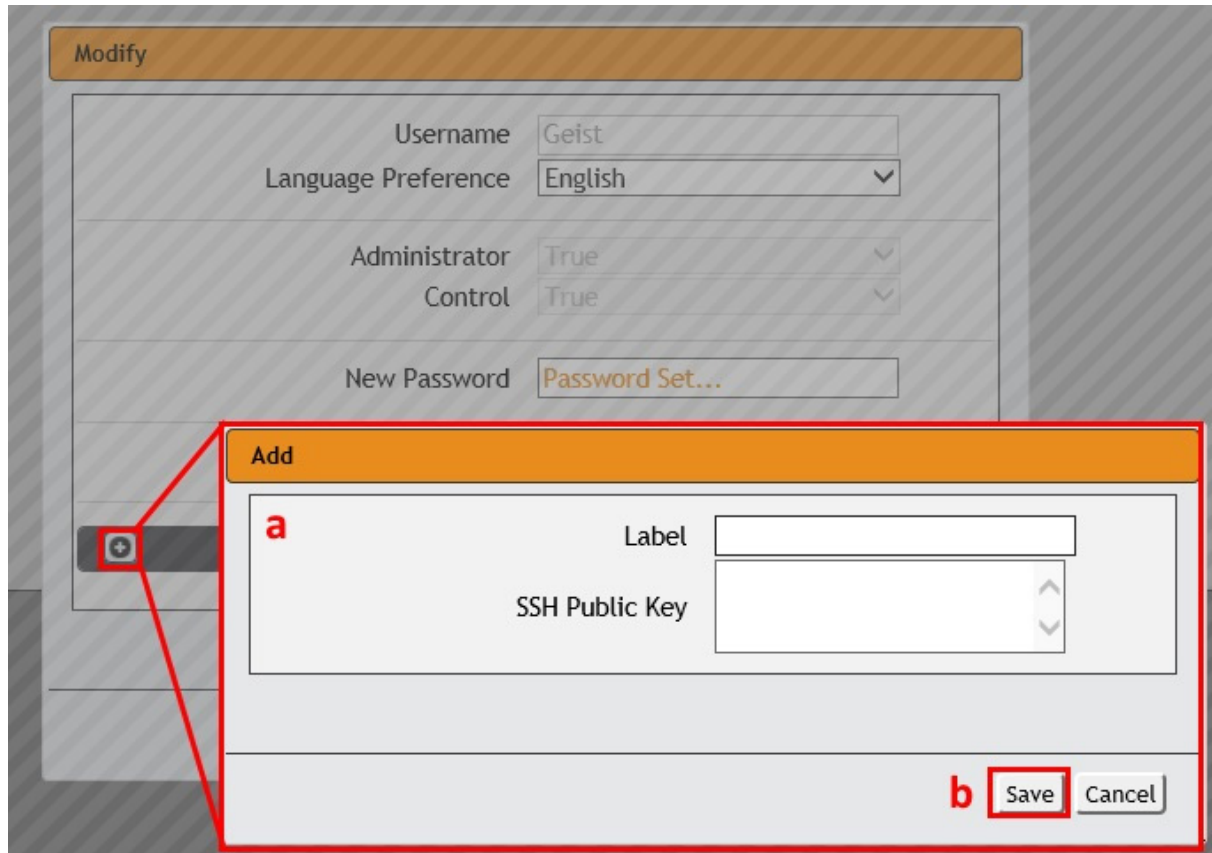 Modify
Username Geist
Language Preference English
Administrator True
Control True
New Password Password Set...
Add
a
Label
SSH Public Key
b Save Cancel